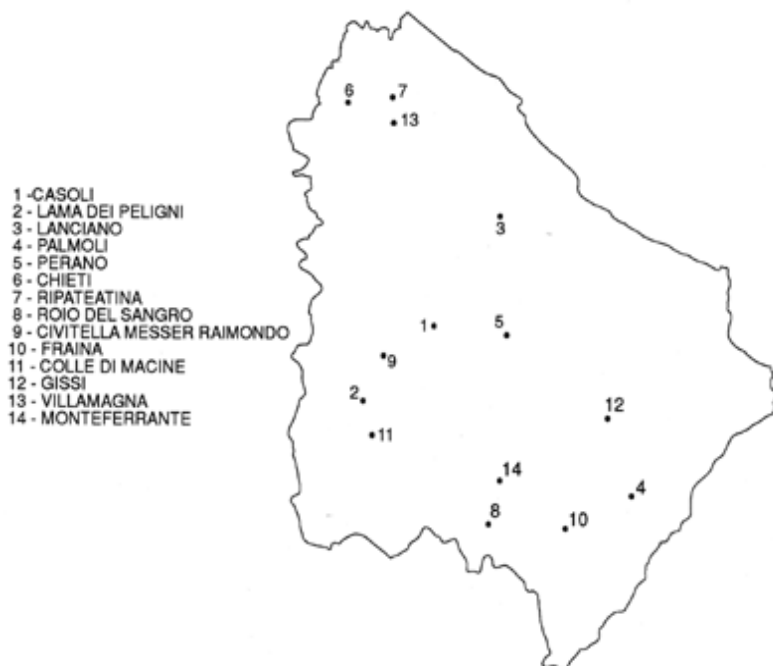 1 -CASOLI
2 - LAMA DEI PELIGNI
3 - LANCIANO
4 - PALMOLI
5 - PERANO
6 - CHIETI
7 - RIPATEATINA
8 - ROIO DEL SANGRO
9 - CIVITELLA MESSER RAIMONDO
10 - FRAINA
11 - COLLE DI MACINE
12 - GISSI
13 - VILLAMAGNA
14 - MONTEFERRANTE
6
7
13
3
1
5
9
2
12
11
14
4
8
10